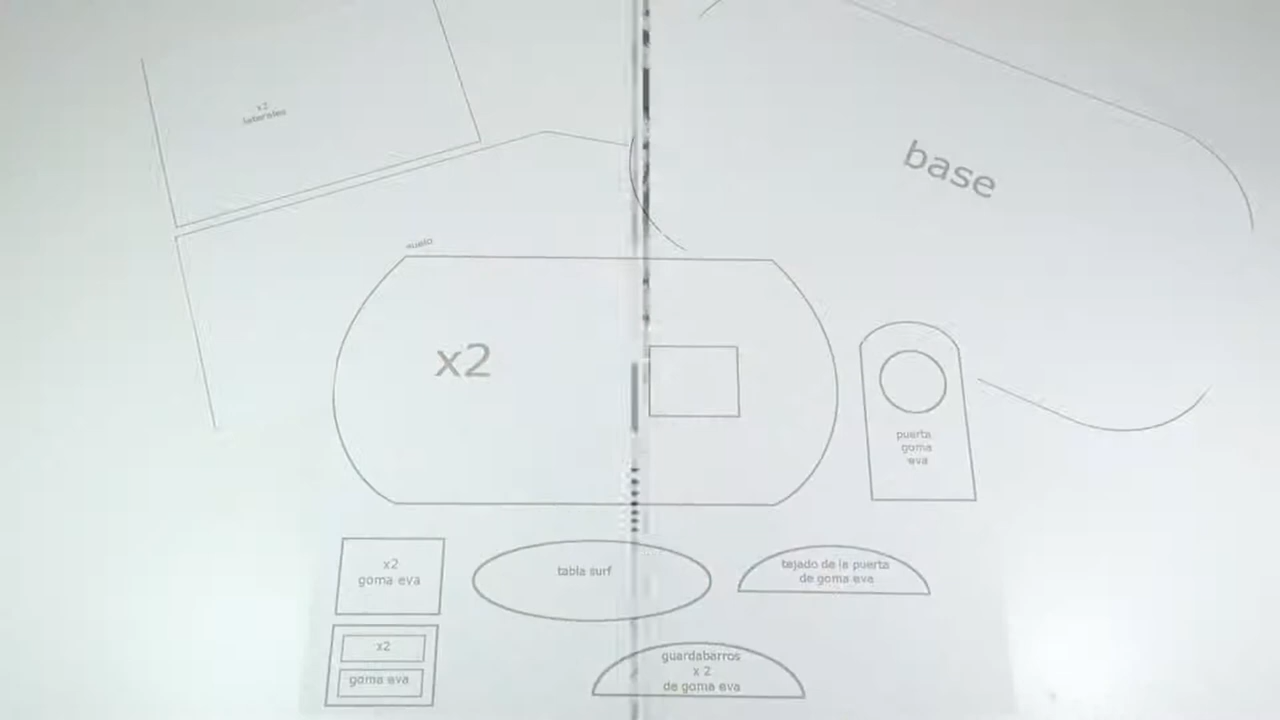 x2
laterales
base
suelo
x2
puerta
goma
eva
x2
goma eva
tabla surf
tejado de la puerta
de goma eva
x2
goma eva
guardabarros
x 2
de goma eva